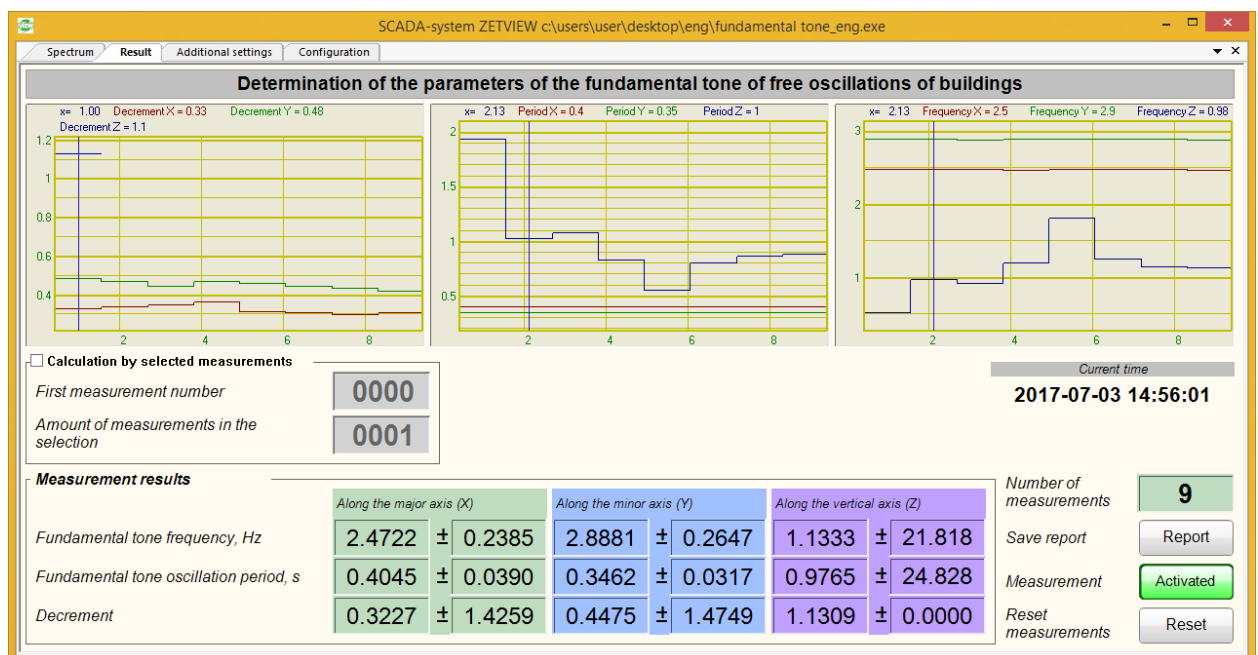 SCADA-system ZETVIEW c:\users\user\desktop\eng\fundamental tone_eng.exe
Spectrum Result Additional settings Configuration
Determination of the parameters of the fundamental tone of free oscillations of buildings
x= 1.00 Decrement X = 0.33 Decrement Y = 0.48
Decrement Z = 1.1
1.2
1
0.8
0.6
0.4
2 4 6 8
x= 2.13 Period X = 0.4 Period Y = 0.35 Period Z = 1
2
1.5
1
0.5
2 4 6 8
x= 2.13 Frequency X = 2.5 Frequency Y = 2.9 Frequency Z = 0.98
3
2
1
2 4 6 8
Calculation by selected measurements
First measurement number 0000
Amount of measurements in the
selection 0001
Current time
2017-07-03 14:56:01
Measurement results
Along the major axis (X) Along the minor axis (Y) Along the vertical axis (Z)
Fundamental tone frequency, Hz 2.4722 ± 0.2385 2.8881 ± 0.2647 1.1333 ± 21.818
Fundamental tone oscillation period, s 0.4045 ± 0.0390 0.3462 ± 0.0317 0.9765 ± 24.828
Decrement 0.3227 ± 1.4259 0.4475 ± 1.4749 1.1309 ± 0.0000
Number of
measurements 9
Save report Report
Measurement Activated
Reset
measurements Reset